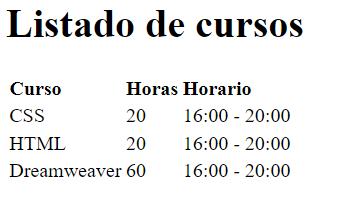 Listado de cursos
Curso Horas Horario
CSS 20 16:00 - 20:00
HTML 20 16:00 - 20:00
Dreamweaver 60 16:00 - 20:00